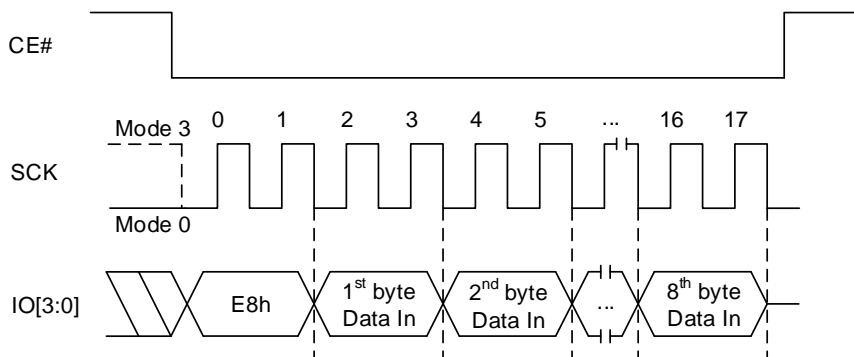 CE#
0 1 2 3 4 5 ... 16 17
Mode 3
SCK
Mode 0
IO[3:0]
E8h
1st byte
Data In
2nd byte
Data In
...
8th byte
Data In